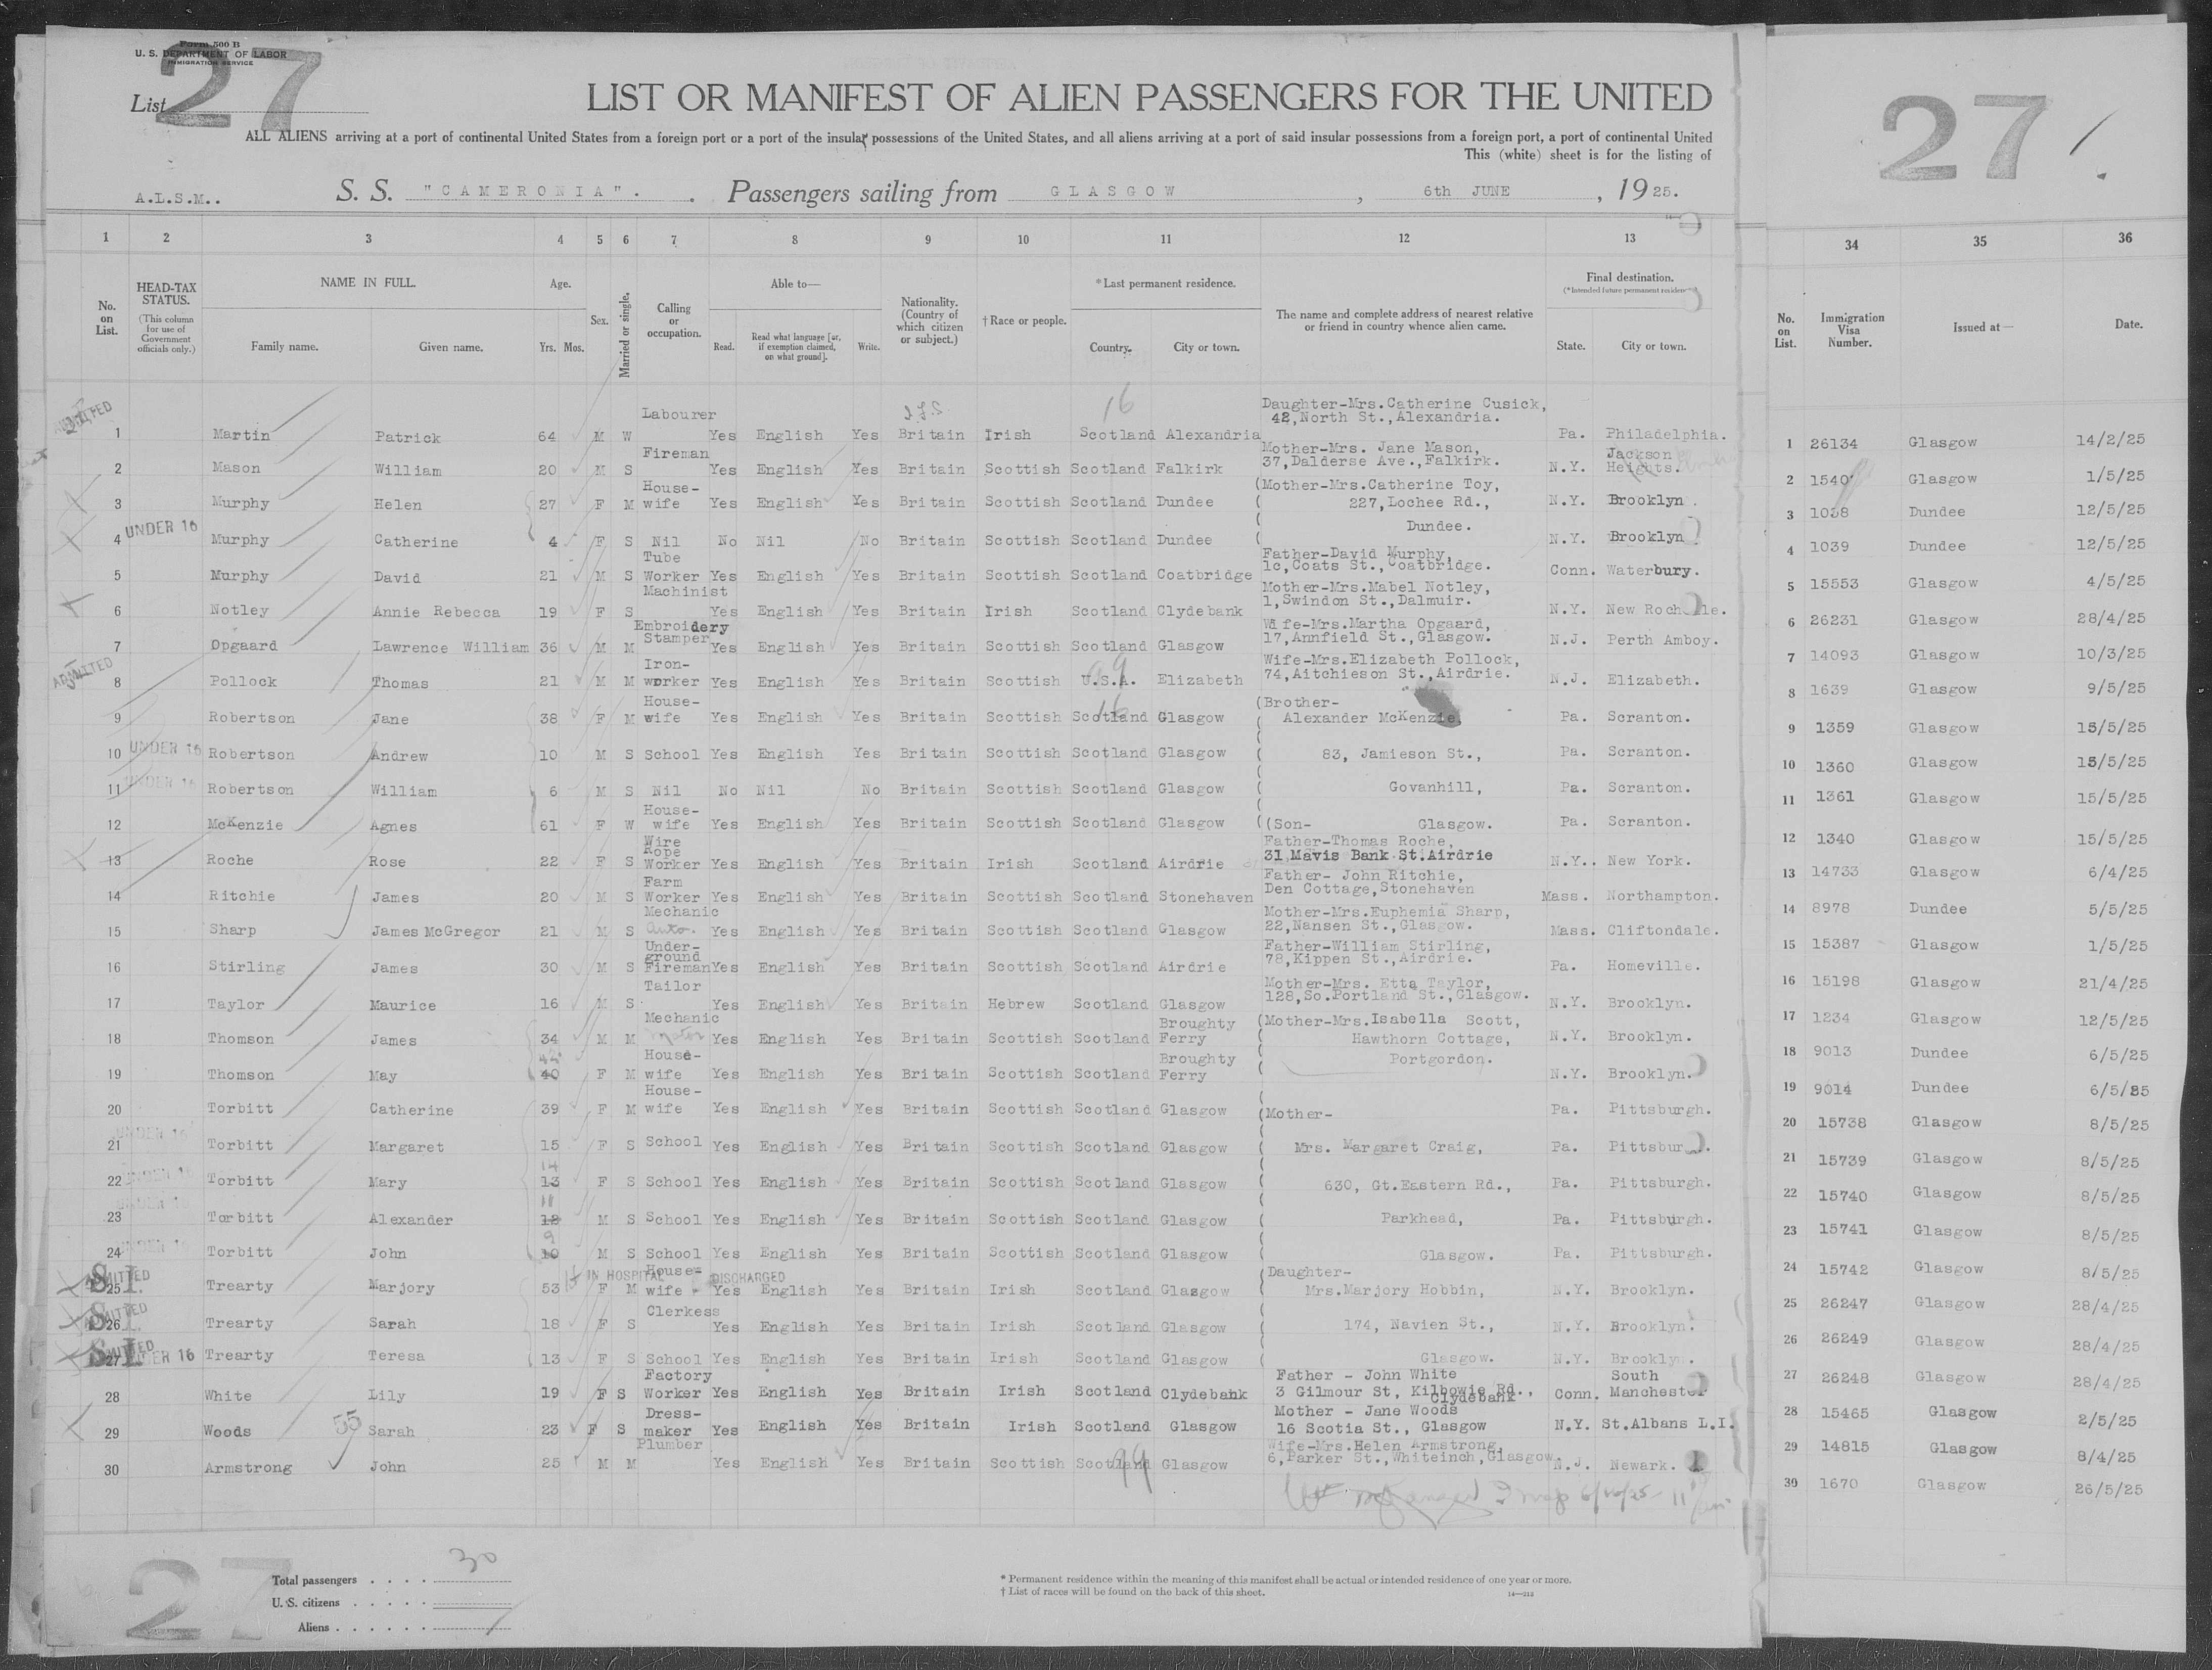 Form 500 B
U. S. DEPARTMENT OF LABOR
IMMIGRATION SERVICE
27
List
LIST OR MANIFEST OF ALIEN PASSENGERS FOR THE UNITED
ALL ALIENS arriving at a port of continental United States from a foreign port or a port of the insular possessions of the United States, and all aliens arriving at a port of said insular possessions from a foreign port, a port of continental United
This (white) sheet is for the listing of
A.L.S.M..
S. S. "CAMERONIA". Passengers sailing from GLASGOW, 6th JUNE, 1925.
27
1 2 3 4 5 6 7 8 9 10 11 12 13 34 35 36
No. on List.
HEAD-TAX STATUS.
(This column for use of Government officials only.)
NAME IN FULL.
Family name. Given name.
Age.
Yrs. Mos.
Sex.
Married or single.
Calling or occupation.
Able to—
Read. Read what language [or, if exemption claimed, on what ground]. Write.
Nationality. (Country of which citizen or subject.)
† Race or people.
* Last permanent residence.
Country. City or town.
The name and complete address of nearest relative or friend in country whence alien came.
Final destination.
(*Intended future permanent residence)
State. City or town.
No. on List.
Immigration Visa Number.
Issued at—
Date.
ADMITTED 1 Martin Patrick 64 M W Labourer Yes English Yes Britain Irish Scotland Alexandria Daughter-Mrs.Catherine Cusick, 42,North St.,Alexandria. Pa. Philadelphia. 1 26134 Glasgow 14/2/25
2 Mason William 20 M S Fireman Yes English Yes Britain Scottish Scotland Falkirk Mother-Mrs. Jane Mason, 37,Dalderse Ave.,Falkirk. N.Y. Jackson Heights. 2 Glasgow 1/5/25
3 Murphy Helen 27 F M House-wife Yes English Yes Britain Scottish Scotland Dundee (Mother-Mrs.Catherine Toy, 227,Lochee Rd., N.Y. Brooklyn. 3 1038 Dundee 12/5/25
UNDER 16 4 Murphy Catherine 4 F S Nil No Nil No Britain Scottish Scotland Dundee Dundee. N.Y. Brooklyn 4 1039 Dundee 12/5/25
5 Murphy David 21 M S Tube Worker Yes English Yes Britain Scottish Scotland Coatbridge Father-David Murphy, 1c,Coats St.,Coatbridge. Conn. Waterbury. 5 15553 Glasgow 4/5/25
6 Notley Annie Rebecca 19 F S Machinist Yes English Yes Britain Irish Scotland Clydebank Mother-Mrs.Mabel Notley, 1,Swindon St.,Dalmuir. N.Y. New Rochelle. 6 26231 Glasgow 28/4/25
7 Opgaard Lawrence William 36 M M Embroidery Stamper Yes English Yes Britain Scottish Scotland Glasgow Wife-Mrs.Martha Opgaard, 17,Annfield St.,Glasgow. N.J. Perth Amboy. 7 14093 Glasgow 10/3/25
ADMITTED 8 Pollock Thomas 21 M M Iron-worker Yes English Yes Britain Scottish U.S.A. Elizabeth Wife-Mrs.Elizabeth Pollock, 74,Aitchieson St.,Airdrie. N.J. Elizabeth. 8 1639 Glasgow 9/5/25
9 Robertson Jane 38 F M House-wife Yes English Yes Britain Scottish Scotland Glasgow (Brother- Alexander McKenzie, Pa. Scranton. 9 1359 Glasgow 15/5/25
10 UNDER 16 Robertson Andrew 10 M S School Yes English Yes Britain Scottish Scotland Glasgow 83, Jamieson St., Pa. Scranton. 10 1360 Glasgow 15/5/25
11 UNDER 16 Robertson William 6 M S Nil No Nil No Britain Scottish Scotland Glasgow Govanhill, Pa. Scranton. 11 1361 Glasgow 15/5/25
12 McKenzie Agnes 61 F W House-wife Yes English Yes Britain Scottish Scotland Glasgow ((Son- Glasgow. Pa. Scranton. 12 1340 Glasgow 15/5/25
13 Roche Rose 22 F S Wire Rope Worker Yes English Yes Britain Irish Scotland Airdrie Father-Thomas Roche, 31 Mavis Bank St.Airdrie N.Y.. New York. 13 14733 Glasgow 6/4/25
14 Ritchie James 20 M S Farm Worker Yes English Yes Britain Scottish Scotland Stonehaven Father- John Ritchie, Den Cottage,Stonehaven Mass. Northampton. 14 8978 Dundee 5/5/25
15 Sharp James McGregor 21 M S Mechanic Auto. Yes English Yes Britain Scottish Scotland Glasgow Mother-Mrs.Euphemia Sharp, 22,Nansen St.,Glasgow. Mass. Cliftondale. 15 15387 Glasgow 1/5/25
16 Stirling James 30 M S Under-ground Fireman Yes English Yes Britain Scottish Scotland Airdrie Father-William Stirling, 78,Kippen St.,Airdrie. Pa. Homeville. 16 15198 Glasgow 21/4/25
17 Taylor Maurice 16 M S Tailor Yes English Yes Britain Hebrew Scotland Glasgow Mother-Mrs. Etta Taylor, 128,So.Portland St.,Glasgow. N.Y. Brooklyn. 17 1234 Glasgow 12/5/25
18 Thomson James 34 M M Mechanic motor Yes English Yes Britain Scottish Scotland Broughty Ferry (Mother-Mrs.Isabella Scott, Hawthorn Cottage, N.Y. Brooklyn. 18 9013 Dundee 6/5/25
19 Thomson May 40 F M House-wife Yes English Yes Britain Scottish Scotland Broughty Ferry Portgordon. N.Y. Brooklyn. 19 9014 Dundee 6/5/25
20 Torbitt Catherine 39 F M House-wife Yes English Yes Britain Scottish Scotland Glasgow (Mother- Pa. Pittsburgh. 20 15738 Glasgow 8/5/25
UNDER 16 21 Torbitt Margaret 15 F S School Yes English Yes Britain Scottish Scotland Glasgow Mrs. Margaret Craig, Pa. Pittsburgh. 21 15739 Glasgow 8/5/25
22 UNDER 16 Torbitt Mary 14 13 F S School Yes English Yes Britain Scottish Scotland Glasgow 630, Gt.Eastern Rd., Pa. Pittsburgh. 22 15740 Glasgow 8/5/25
UNDER 16 23 Torbitt Alexander 11 12 M S School Yes English Yes Britain Scottish Scotland Glasgow Parkhead, Pa. Pittsburgh. 23 15741 Glasgow 8/5/25
24 UNDER 16 Torbitt John 9 10 M S School Yes English Yes Britain Scottish Scotland Glasgow Glasgow. Pa. Pittsburgh. 24 15742 Glasgow 8/5/25
ADMITTED S.I. 25 Trearty Marjory 53 IN HOSPITAL DISCHARGED F M House-wife Yes English Yes Britain Irish Scotland Glasgow (Daughter- Mrs.Marjory Hobbin, N.Y. Brooklyn. 25 26247 Glasgow 28/4/25
ADMITTED S.I. 26 Trearty Sarah 18 F S Clerkess Yes English Yes Britain Irish Scotland Glasgow 174, Navien St., N.Y. Brooklyn. 26 26249 Glasgow 28/4/25
ADMITTED S.I. 27 UNDER 16 Trearty Teresa 13 F S School Yes English Yes Britain Irish Scotland Glasgow Glasgow. N.Y. Brooklyn. 27 26248 Glasgow 28/4/25
28 White Lily 19 F S Factory Worker Yes English Yes Britain Irish Scotland Clydebank Father - John White 3 Gilmour St, Kilbowie Rd., Clydebank Conn. South Manchester 28 15465 Glasgow 2/5/25
29 Woods 55 Sarah 23 F S Dress-maker Yes English Yes Britain Irish Scotland Glasgow Mother - Jane Woods 16 Scotia St., Glasgow N.Y. St.Albans L.I. 29 14815 Glasgow 8/4/25
30 Armstrong John 25 M M Plumber Yes English Yes Britain Scottish Scotland Glasgow Wife-Mrs.Helen Armstrong, 6,Parker St.,Whiteinch,Glasgow. N.J. Newark. 30 1670 Glasgow 26/5/25
27
Total passengers 30
U. S. citizens
Aliens
* Permanent residence within the meaning of this manifest shall be actual or intended residence of one year or more.
† List of races will be found on the back of this sheet.
14—212